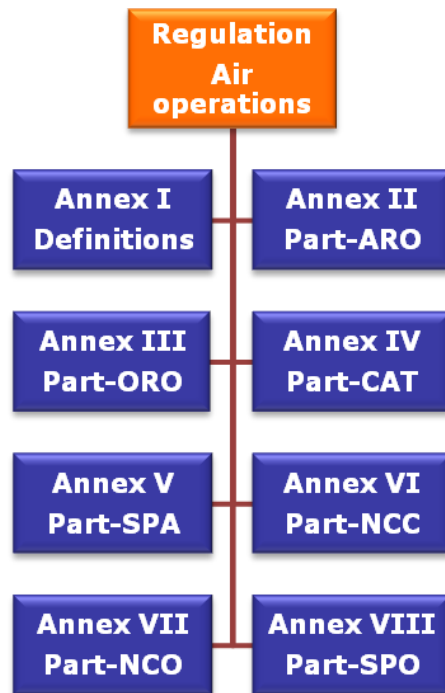 Regulation
Air
operations
Annex I
Definitions
Annex II
Part-ARO
Annex III
Part-ORO
Annex IV
Part-CAT
Annex V
Part-SPA
Annex VI
Part-NCC
Annex VII
Part-NCO
Annex VIII
Part-SPO